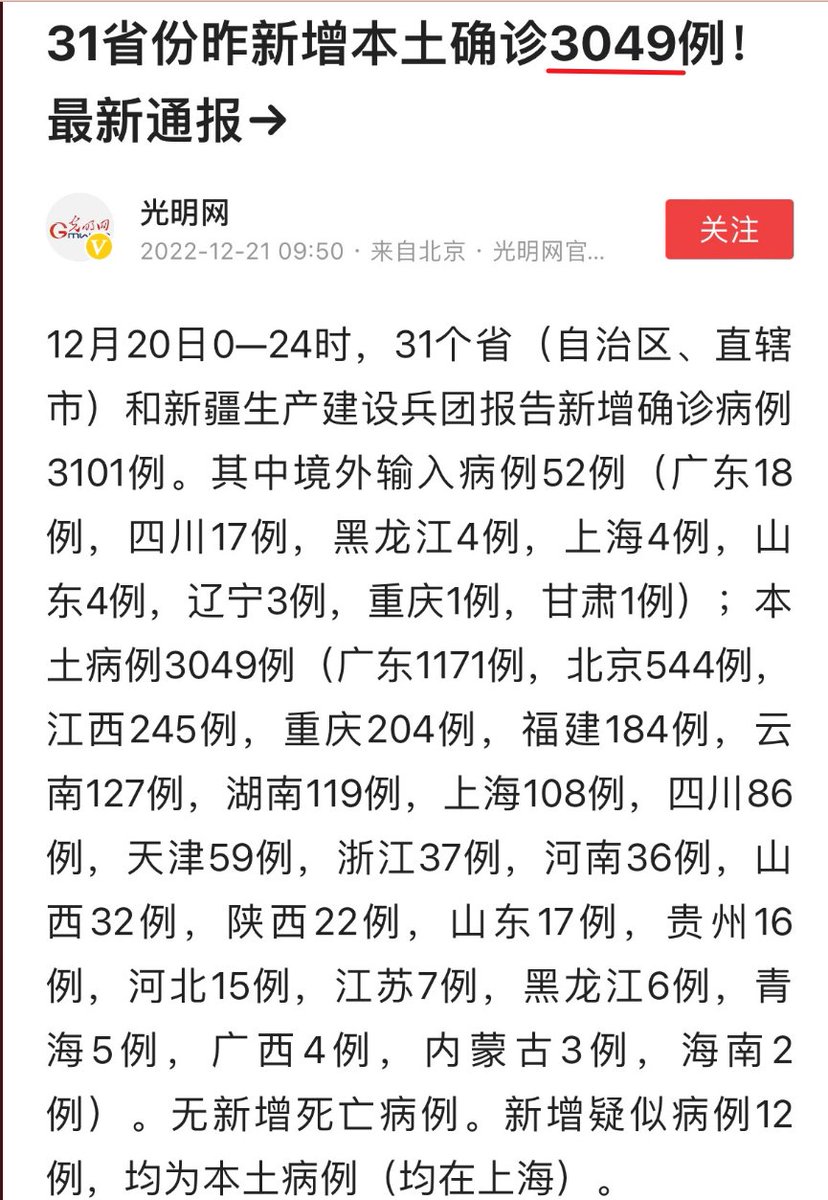 31省份昨新增本土确诊3049例！
最新通报→
光明网
2022-12-21 09:50 · 来自北京 · 光明网官...
关注
12月20日0—24时，31个省（自治区、直辖
市）和新疆生产建设兵团报告新增确诊病例
3101例。其中境外输入病例52例（广东18
例，四川17例，黑龙江4例，上海4例，山
东4例，辽宁3例，重庆1例，甘肃1例）；本
土病例3049例（广东1171例，北京544例，
江西245例，重庆204例，福建184例，云
南127例，湖南119例，上海108例，四川86
例，天津59例，浙江37例，河南36例，山
西32例，陕西22例，山东17例，贵州16
例，河北15例，江苏7例，黑龙江6例，青
海5例，广西4例，内蒙古3例，海南2
例）。无新增死亡病例。新增疑似病例12
例，均为本土病例（均在上海）。